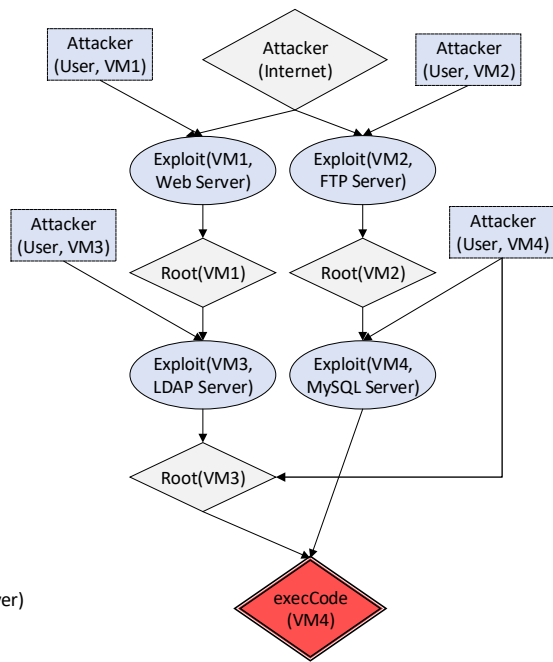 Attacker
(User, VM1)
Attacker
(Internet)
Attacker
(User, VM2)
Exploit(VM1,
Web Server)
Exploit(VM2,
FTP Server)
Attacker
(User, VM3)
Root(VM1)
Root(VM2)
Attacker
(User, VM4)
Exploit(VM3,
LDAP Server)
Exploit(VM4,
MySQL Server)
Root(VM3)
execCode
(VM4)
ver)